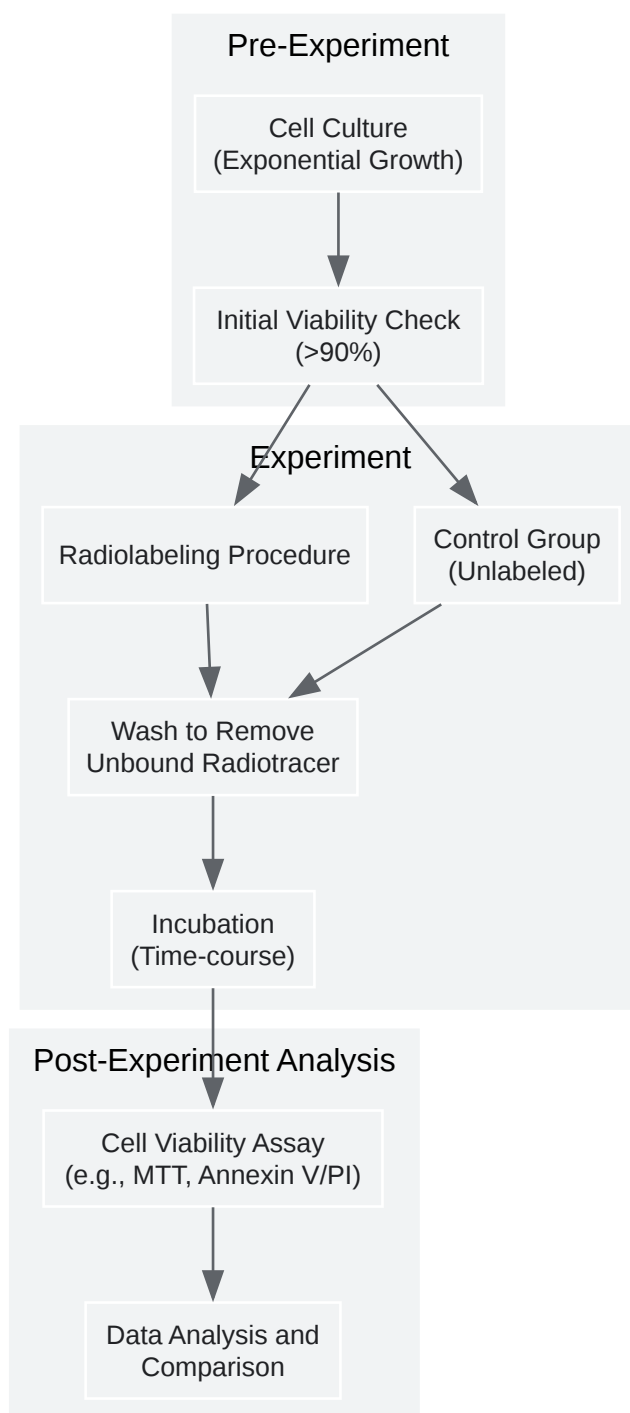 Pre-Experiment
Cell Culture
(Exponential Growth)
Initial Viability Check
(>90%)
Experiment
Radiolabeling Procedure
Control Group
(Unlabeled)
Wash to Remove
Unbound Radiotracer
Incubation
(Time-course)
Post-Experiment Analysis
Cell Viability Assay
(e.g., MTT, Annexin V/PI)
Data Analysis and
Comparison